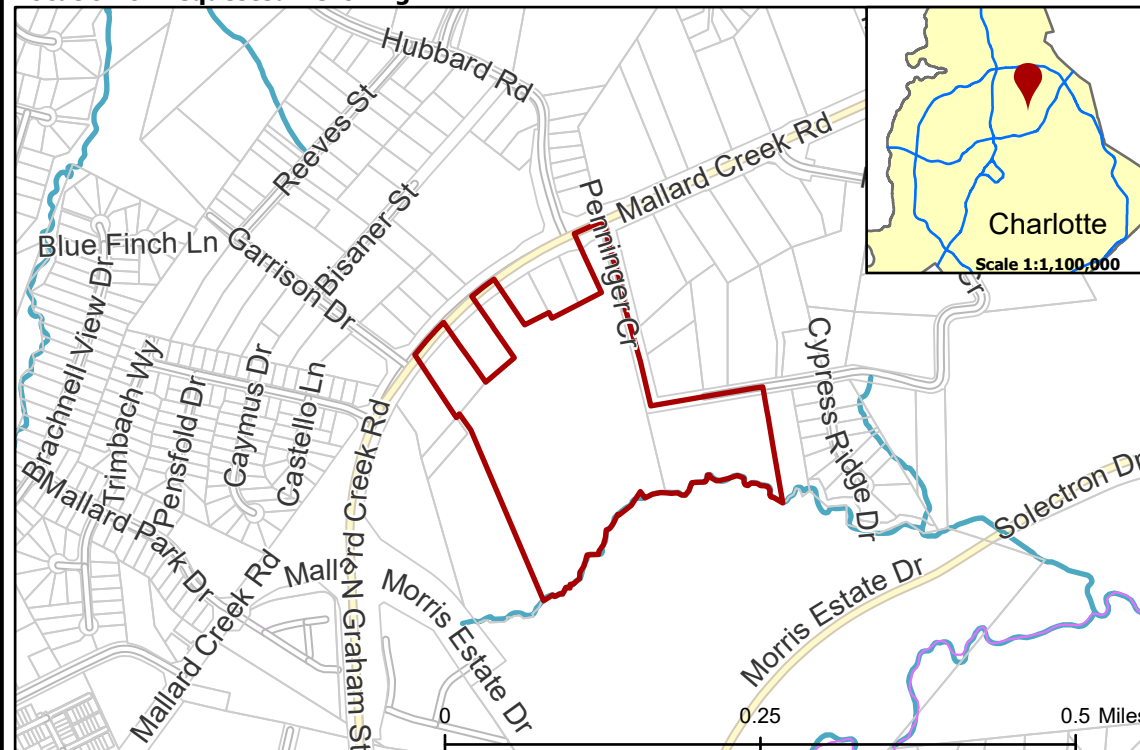 Hubbard Rd
Reeves St
Mallard Creek Rd
Penninger Cr
Bisaner St
Charlotte
Scale 1:1,100,000
Blue Finch Ln
Garrison Dr
Cr
Brachnell View Dr
Trimbach Wy
Pensfold Dr
Caymus Dr
Castello Ln
Cypress Ridge Dr
Mallard Creek Rd
Mallard Park Dr
Solectron Dr
Mallard Creek Rd
N Graham St
Morris Estate Dr
Morris Estate Dr
0
0.25
0.5 Miles